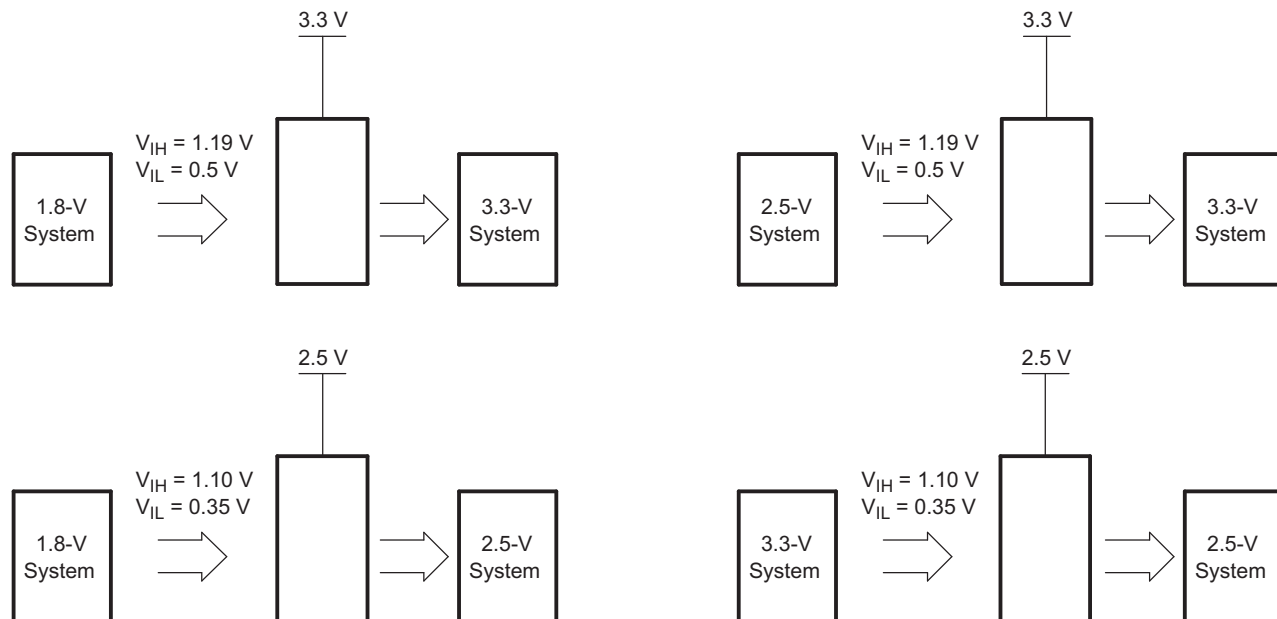 3.3 V
V_IH = 1.19 V
V_IL = 0.5 V
1.8-V
System
3.3-V
System
3.3 V
V_IH = 1.19 V
V_IL = 0.5 V
2.5-V
System
3.3-V
System
2.5 V
V_IH = 1.10 V
V_IL = 0.35 V
1.8-V
System
2.5-V
System
2.5 V
V_IH = 1.10 V
V_IL = 0.35 V
3.3-V
System
2.5-V
System